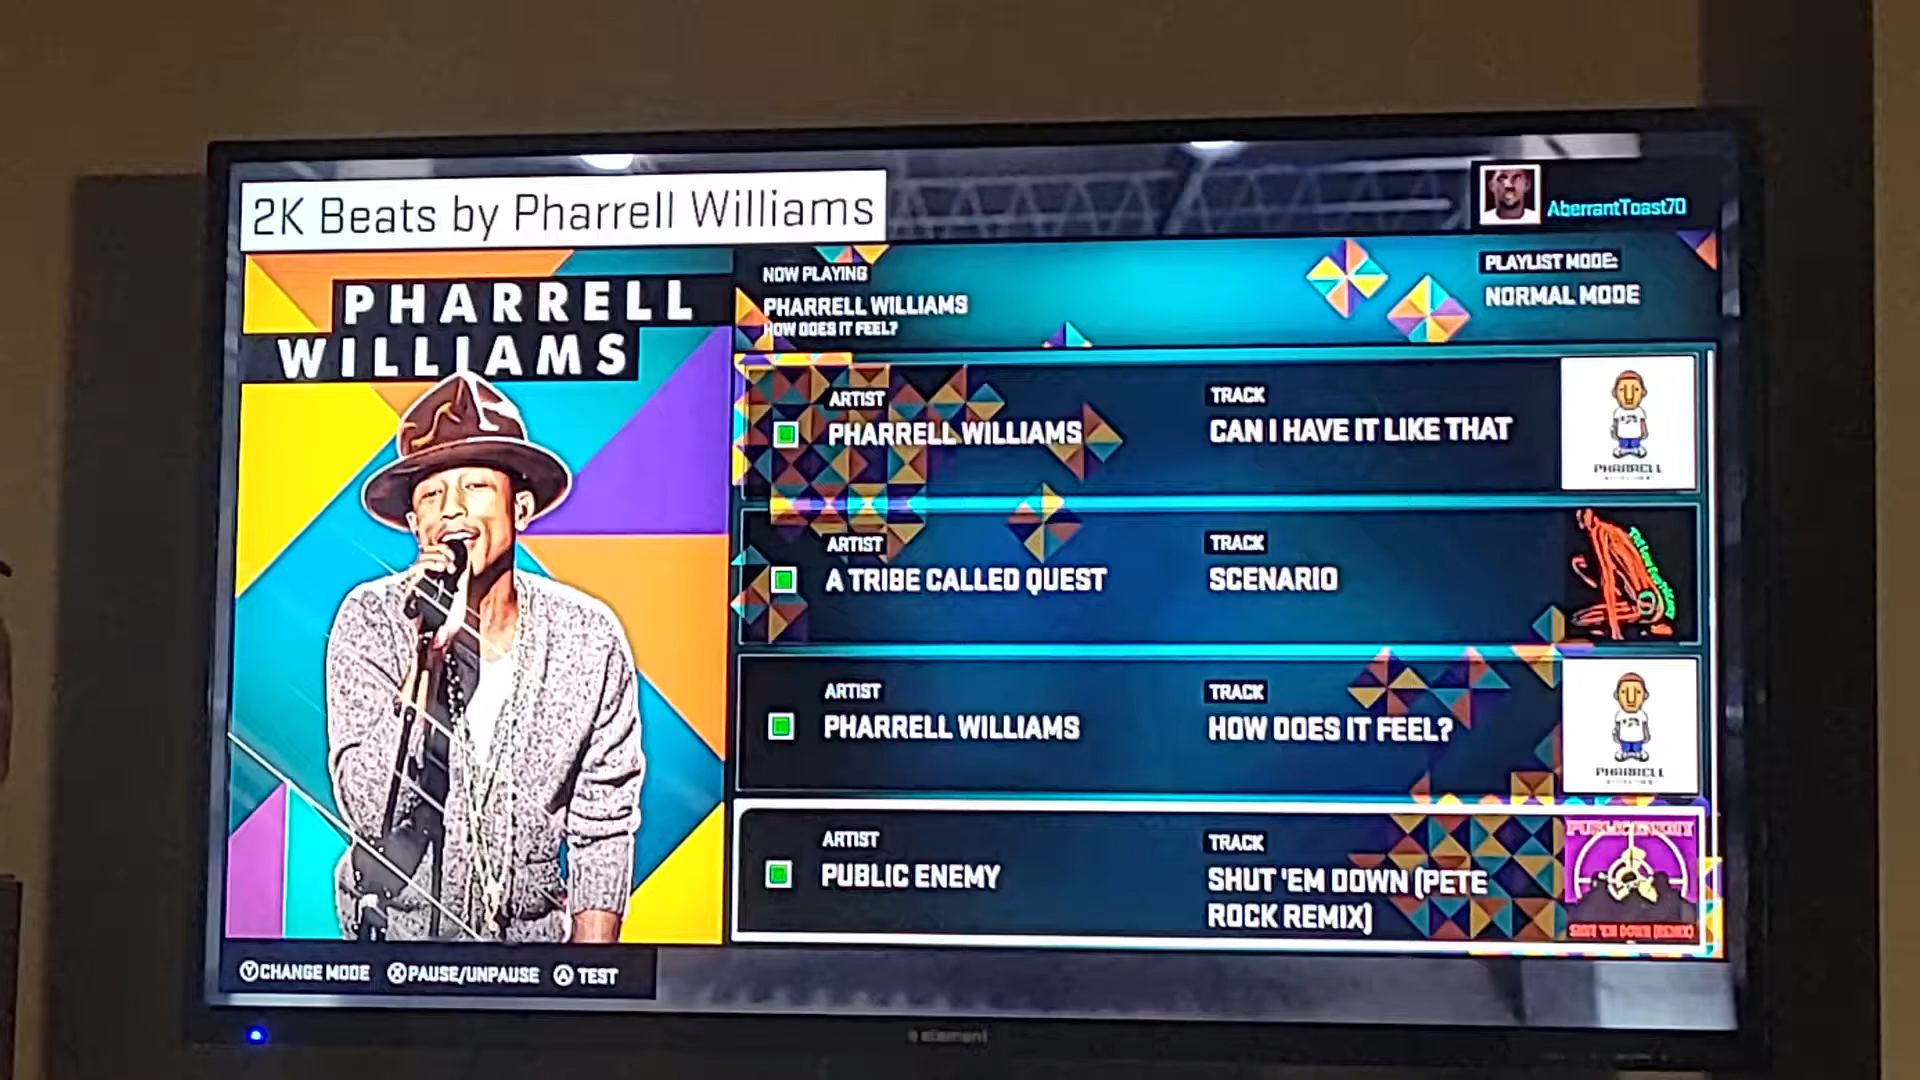 2K Beats by Pharrell Williams
AberrantToast70
PHARRELL
WILLIAMS
NOW PLAYING
PHARRELL WILLIAMS
HOW DOES IT FEEL?
PLAYLIST MODE:
NORMAL MODE
ARTIST
PHARRELL WILLIAMS
TRACK
CAN I HAVE IT LIKE THAT
PHARRELL
ARTIST
A TRIBE CALLED QUEST
TRACK
SCENARIO
ARTIST
PHARRELL WILLIAMS
TRACK
HOW DOES IT FEEL?
PHARRELL
ARTIST
PUBLIC ENEMY
TRACK
SHUT 'EM DOWN (PETE
ROCK REMIX)
PUBLIC ENEMY
Y CHANGE MODE X PAUSE/UNPAUSE A TEST
element